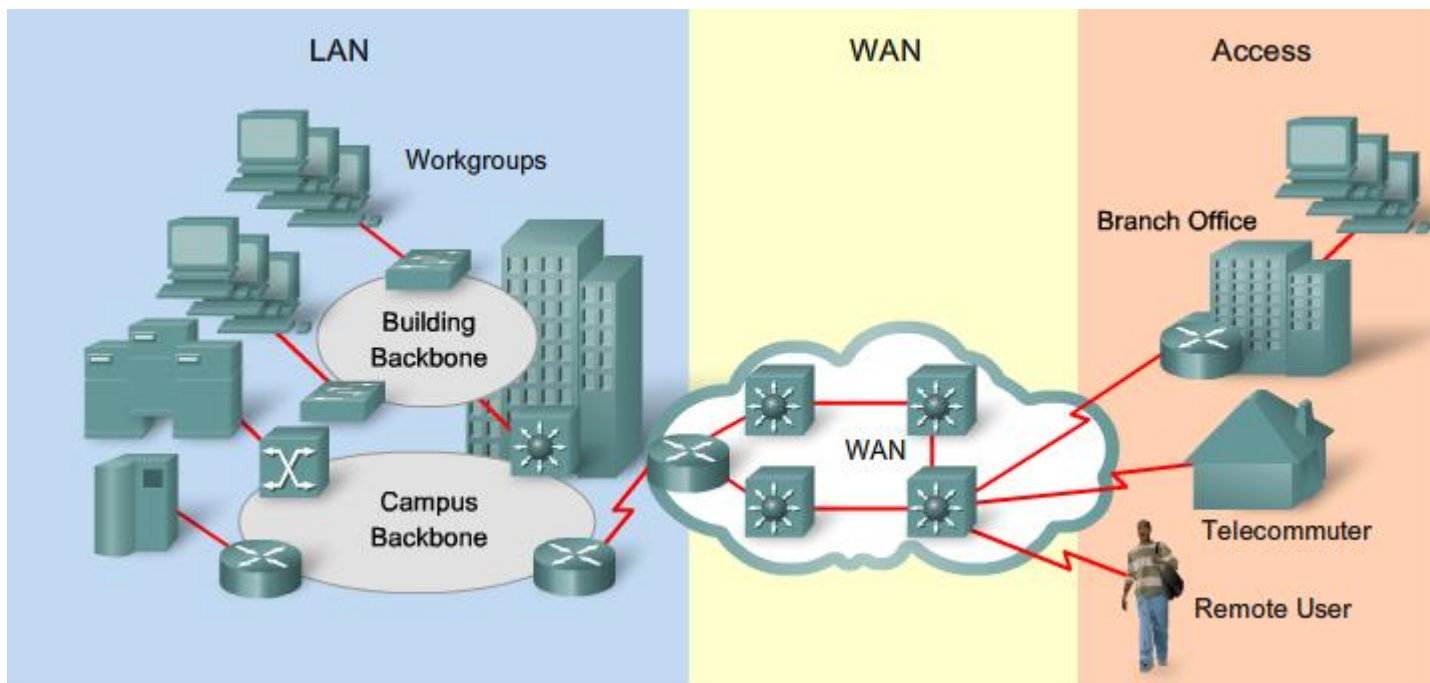 LAN
WAN
Access
Workgroups
Branch Office
Building
Backbone
WAN
Campus
Backbone
Telecommuter
Remote User